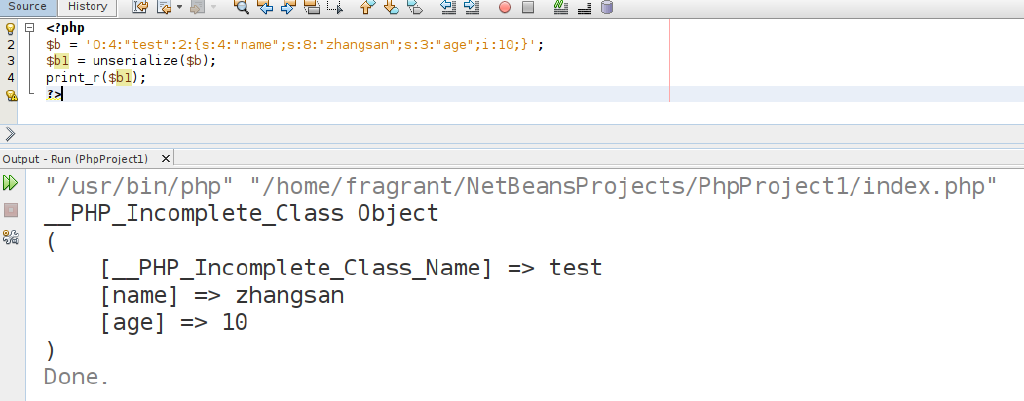 Source History
1 <?php
2 $b = 'O:4:"test":2:{s:4:"name";s:8:"zhangsan";s:3:"age";i:10;}';
3 $b1 = unserialize($b);
4 print_r($b1);
?>
Output - Run (PhpProject1) ×
"/usr/bin/php" "/home/fragrant/NetBeansProjects/PhpProject1/index.php"
__PHP_Incomplete_Class Object
(
[__PHP_Incomplete_Class_Name] => test
[name] => zhangsan
[age] => 10
)
Done.